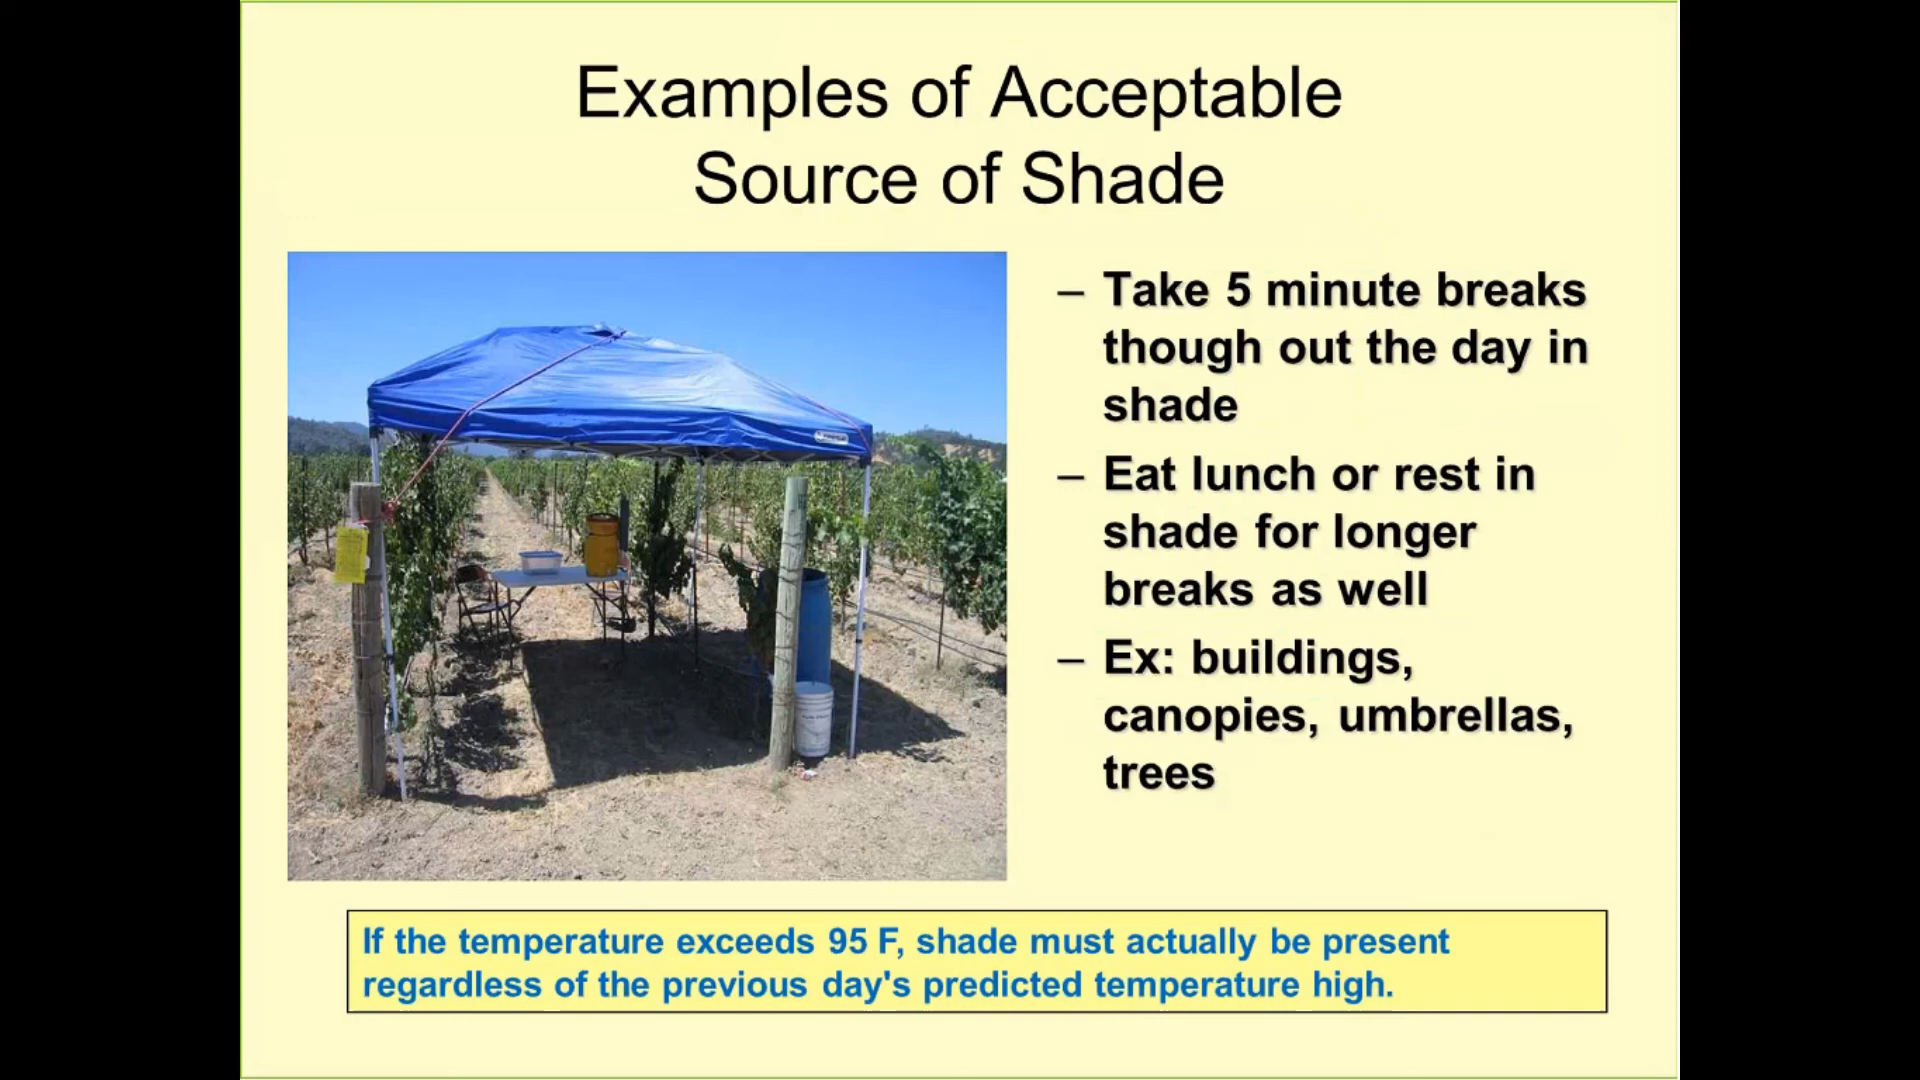 Examples of Acceptable
Source of Shade
– Take 5 minute breaks
though out the day in
shade
– Eat lunch or rest in
shade for longer
breaks as well
– Ex: buildings,
canopies, umbrellas,
trees
If the temperature exceeds 95 F, shade must actually be present
regardless of the previous day's predicted temperature high.